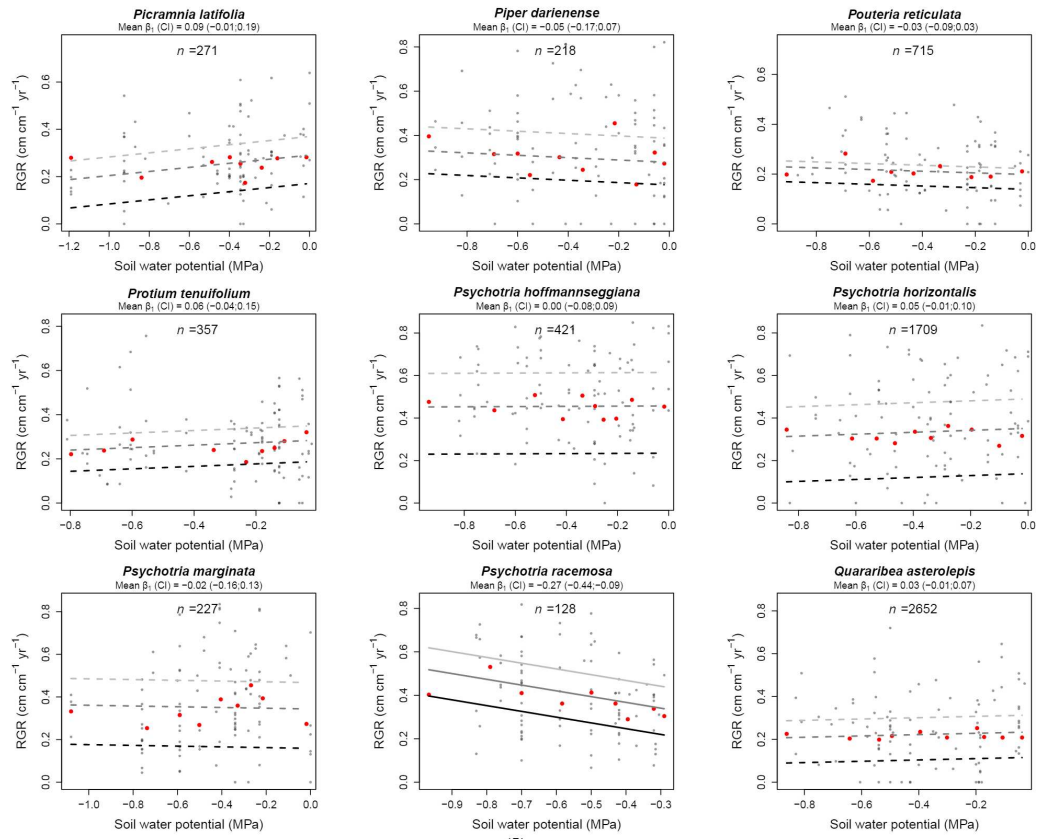 Picramnia latifolia
Mean β₁ (CI) = 0.09 (−0.01;0.19)
n =271
RGR (cm cm⁻¹ yr⁻¹)
0.0 0.2 0.4 0.6
−1.2 −1.0 −0.8 −0.6 −0.4 −0.2 0.0
Soil water potential (MPa)
Piper darienense
Mean β₁ (CI) = −0.05 (−0.17;0.07)
n =218
RGR (cm cm⁻¹ yr⁻¹)
0.0 0.2 0.4 0.6 0.8
−0.8 −0.6 −0.4 −0.2 0.0
Soil water potential (MPa)
Pouteria reticulata
Mean β₁ (CI) = −0.03 (−0.09;0.03)
n =715
RGR (cm cm⁻¹ yr⁻¹)
0.0 0.2 0.4 0.6
−0.8 −0.6 −0.4 −0.2 0.0
Soil water potential (MPa)
Protium tenuifolium
Mean β₁ (CI) = 0.06 (−0.04;0.15)
n =357
RGR (cm cm⁻¹ yr⁻¹)
0.0 0.2 0.4 0.6 0.8
−0.8 −0.6 −0.4 −0.2
Soil water potential (MPa)
Psychotria hoffmannseggiana
Mean β₁ (CI) = 0.00 (−0.08;0.09)
n =421
RGR (cm cm⁻¹ yr⁻¹)
0.0 0.2 0.4 0.6 0.8
−0.8 −0.6 −0.4 −0.2 0.0
Soil water potential (MPa)
Psychotria horizontalis
Mean β₁ (CI) = 0.05 (−0.01;0.10)
n =1709
RGR (cm cm⁻¹ yr⁻¹)
0.0 0.2 0.4 0.6 0.8
−0.8 −0.6 −0.4 −0.2 0.0
Soil water potential (MPa)
Psychotria marginata
Mean β₁ (CI) = −0.02 (−0.16;0.13)
n =227
RGR (cm cm⁻¹ yr⁻¹)
0.0 0.2 0.4 0.6 0.8
−1.0 −0.8 −0.6 −0.4 −0.2 0.0
Soil water potential (MPa)
Psychotria racemosa
Mean β₁ (CI) = −0.27 (−0.44;−0.09)
n =128
RGR (cm cm⁻¹ yr⁻¹)
0.0 0.2 0.4 0.6 0.8
−0.9 −0.8 −0.7 −0.6 −0.5 −0.4 −0.3
Soil water potential (MPa)
Quararibea asterolepis
Mean β₁ (CI) = 0.03 (−0.01;0.07)
n =2652
RGR (cm cm⁻¹ yr⁻¹)
0.0 0.2 0.4 0.6 0.8
−0.8 −0.6 −0.4 −0.2
Soil water potential (MPa)